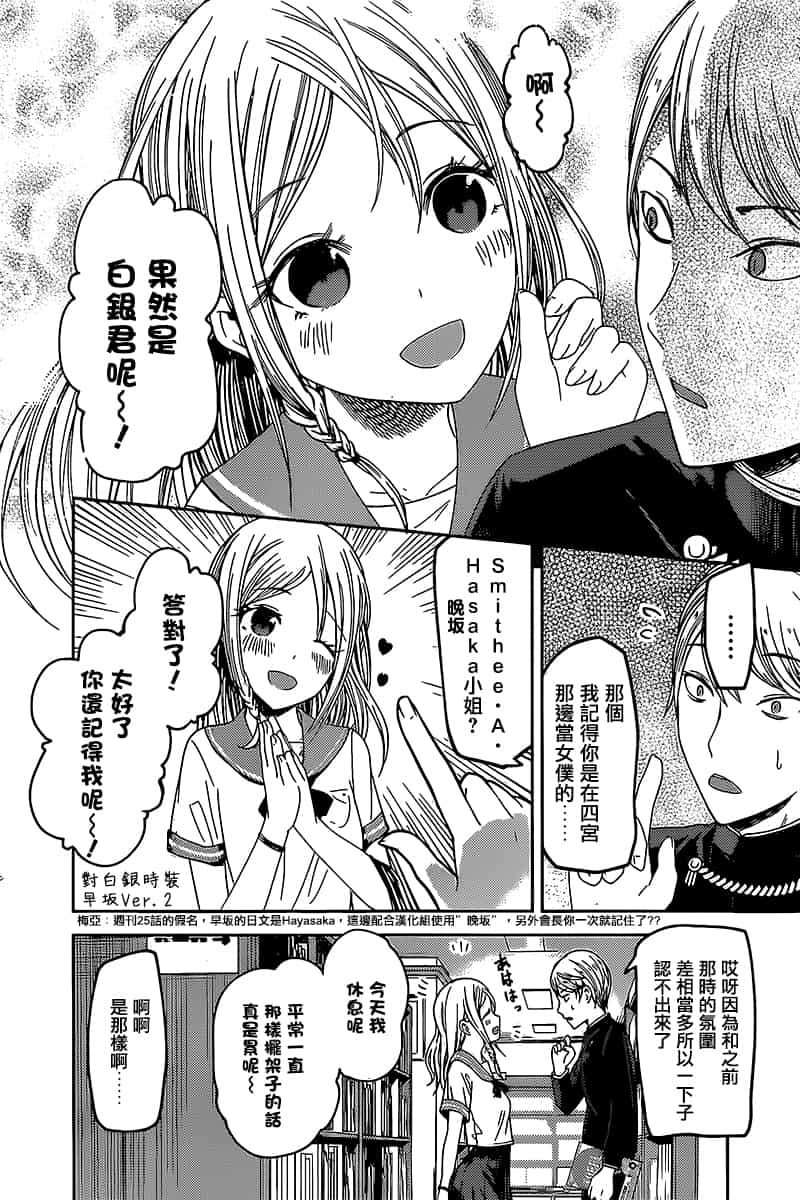 啊～
果然是
白銀君呢～！
……
那個
我記得你是在四宮
那邊當女僕的……
Smithee・A・
Hasaka小姐？
晚坂
答對了！
太好了
你還記得我呢～！
對白銀時裝
早坂Ver.2
梅亞：週刊25話的假名，早坂的日文是Hayasaka，這邊配合漢化組使用”晚坂”，另外會長你一次就記住了??
哎呀因為和之前
那時的氛圍
差相當多所以一下子
認不出來了
あははっ
今天我
休息呢
平常一直
那樣擺架子的話
真是累呢～
啊啊
是那樣啊……